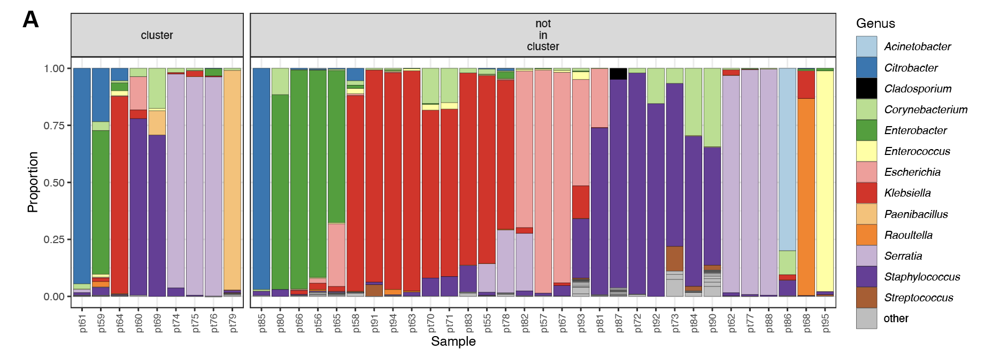 A
cluster
not
in
cluster
Genus
Acinetobacter
Citrobacter
Cladosporium
Corynebacterium
Enterobacter
Enterococcus
Escherichia
Klebsiella
Paenibacillus
Raoultella
Serratia
Staphylococcus
Streptococcus
other
Proportion
1.00
0.75
0.50
0.25
0.00
pt61 pt59 pt64 pt60 pt69 pt74 pt75 pt76 pt79 pt85 pt80 pt66 pt56 pt65 pt58 pt91 pt94 pt63 pt70 pt71 pt83 pt55 pt78 pt82 pt57 pt67 pt93 pt81 pt87 pt72 pt92 pt73 pt84 pt90 pt62 pt77 pt88 pt86 pt68 pt95
Sample